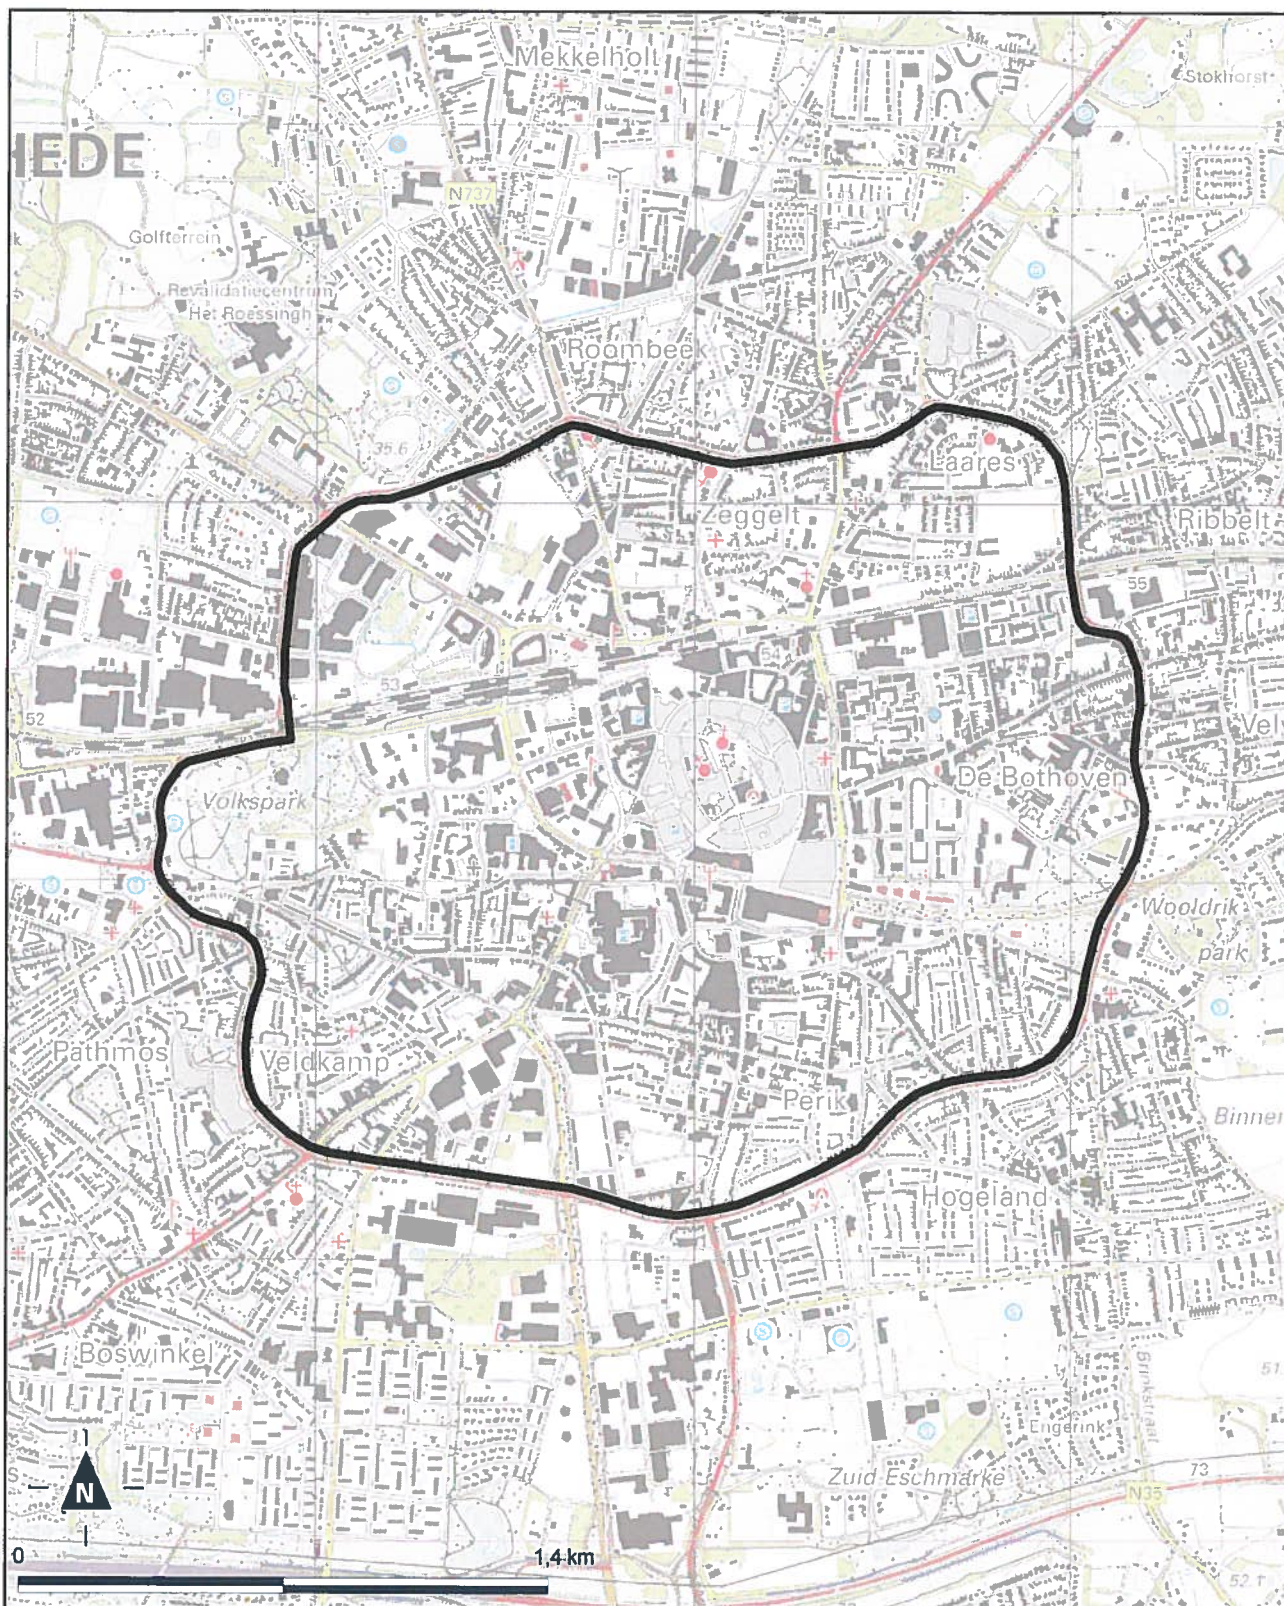 Mekkelholt
Stokhorst
HEDE
N737
Golfterrein
Revalidatiecentrum
Het Roessingh
Roombeek
35.6
Laares
Zeggelt
Ribbelt
55
54
53
52
Vel
De Bothoven
Volkspark
Wooldrik
park
Pathmos
Veldkamp
Perik
Binnen
Hogeland
Boswinkel
Brinkstraat
51
Engerink
Zuid Eschmarke
73
N35
N
0
1,4 km
52.1